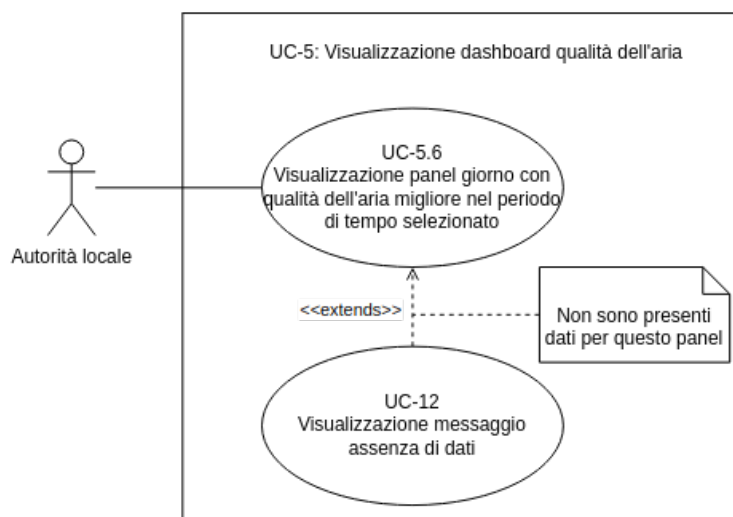 UC-5: Visualizzazione dashboard qualità dell'aria
UC-5.6
Visualizzazione panel giorno con
qualità dell'aria migliore nel periodo
di tempo selezionato
Autorità locale
<<extends>>
Non sono presenti
dati per questo panel
UC-12
Visualizzazione messaggio
assenza di dati